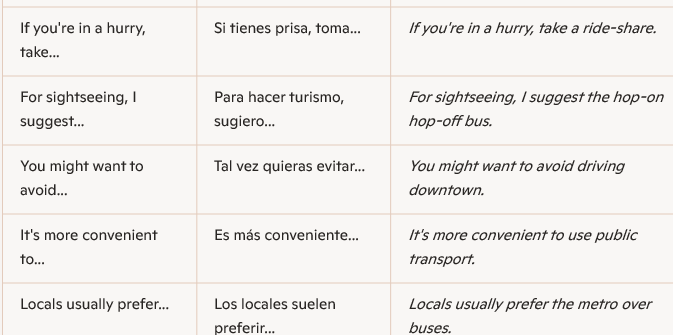 If you're in a hurry,
take...
Si tienes prisa, toma...
If you're in a hurry, take a ride-share.
For sightseeing, I
suggest...
Para hacer turismo,
sugiero...
For sightseeing, I suggest the hop-on
hop-off bus.
You might want to
avoid...
Tal vez quieras evitar...
You might want to avoid driving
downtown.
It's more convenient
to...
Es más conveniente...
It's more convenient to use public
transport.
Locals usually prefer...
Los locales suelen
preferir...
Locals usually prefer the metro over
buses.